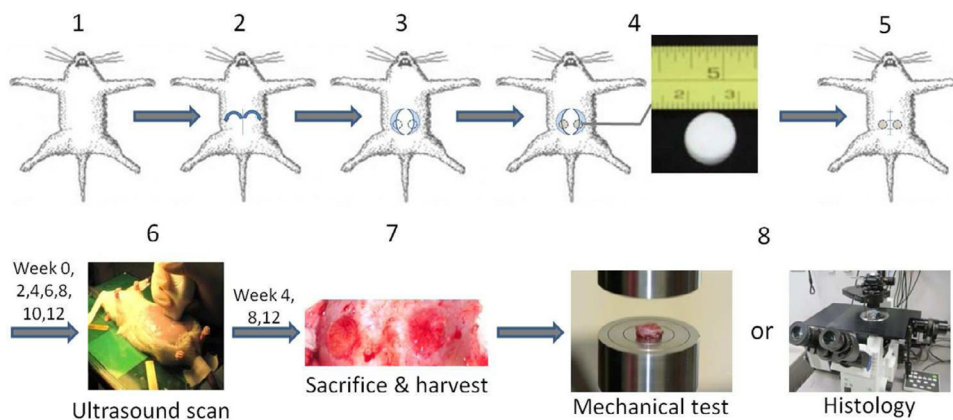 1
2
3
4
5
5
2
3
6
7
8
Week 0,
2,4,6,8,
10,12
Week 4,
8,12
or
Ultrasound scan
Sacrifice & harvest
Mechanical test
Histology